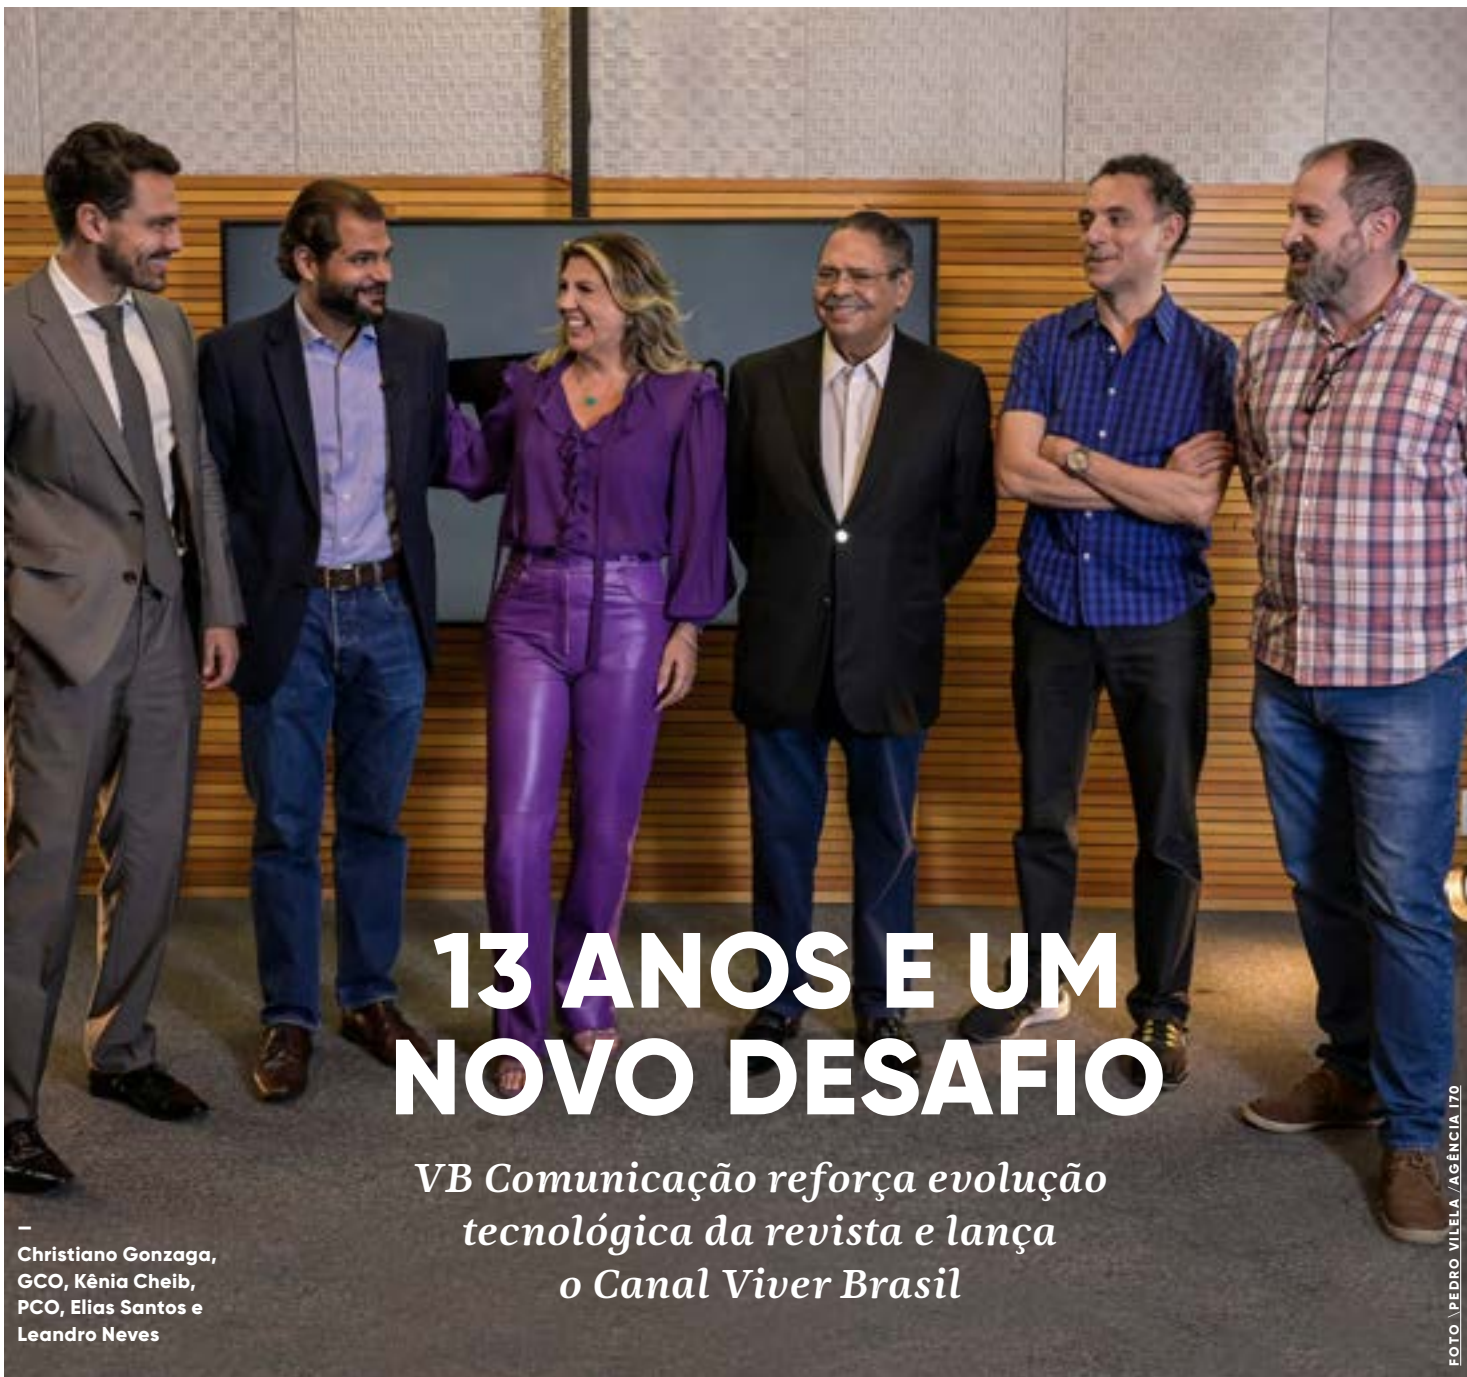 13 ANOS E UM
NOVO DESAFIO
VB Comunicação reforça evolução
tecnológica da revista e lança
o Canal Viver Brasil
–
Christiano Gonzaga,
GCO, Kênia Cheib,
PCO, Elias Santos e
Leandro Neves
FOTO \PEDRO VILELA /AGÊNCIA I70